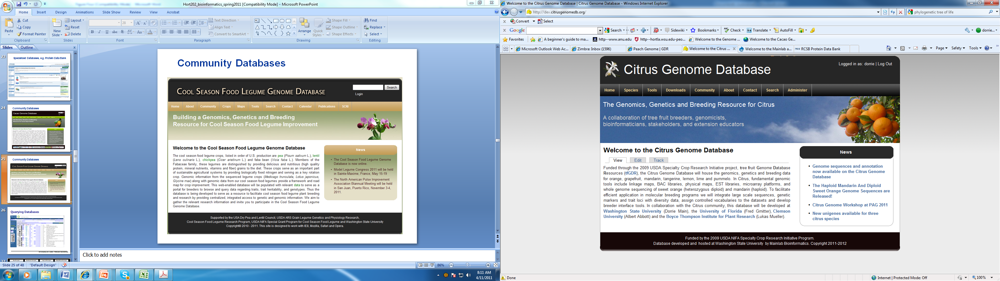 Hort202_bioinformatics_spring2011 [Compatibility Mode] - Microsoft PowerPoint
Home Insert Design Slide Show Animations Review View Acrobat
Paste
Cut
Copy
Format Painter
Clipboard
New Slide
Layout
Reset
Delete
Slides
28
Font
Text Direction
Align Text
Convert to SmartArt
Paragraph
Arrange
Quick Styles
Shape Fill
Shape Outline
Shape Effects
Drawing
Find
Replace
Select
Editing
Slides Outline
23
Specialized Databases, e.g. Protein Data Bank
24
Community Databases
Cacao Genome Database
25
Community Databases
COOL SEASON FOOD LEGUME GENOME DATABASE
26
Querying Databases
27
Community Databases
COOL SEASON FOOD LEGUME GENOME DATABASE
Search
Login
Home About Community Crops Maps Tools Search Contact Calendar Publications SCRI
Building a Genomics, Genetics and Breeding
Resource for Cool Season Food Legume Improvement
Welcome to the Cool Season Food Legume Genome Database
The cool season food legume crops, listed in order of U.S. production are pea (Pisum sativum L.), lentil
(Lens culinaris L.), chickpea (Cicer arietinum L.) and faba bean (Vicia faba L.). Members of the
Fabaceae family, these legumes are distinguished by providing delicious and nutritious (high quality
protein, mineral nutrients, vitamins and fiber) grains to the diet. These crops serve as an important part
of sustainable agricultural systems by providing biologically fixed nitrogen and serving as a key rotation
crop. Genomic information from the sequenced legume crops (Medicago trunculata, Lotus japonicus,
Glycine max) along with genomic data from our cool season food legumes provide a framework and road
map for crop improvement. This web-enabled database will be populated with relevant data to serve as a
portal for breeders to browse and query data regarding traits, trait heritability, and genotypes. Thus the
database is being developed to serve as a resource to facilitate cool season food legume plant breeding
and research by providing centralized, integrated access to genetic and genomic information. We aim to
gather the relevant research information and invite you to participate in the Cool Season Food Legume
Genome Database.
News
• The Cool Season Food Legume Genome
Database is now online.
• Model Legume Congress 2011 will be held
in Sainte-Maxime, France, May 15-19
• The North American Pulse Improvement
Association Biannual Meeting will be held
in San Juan, Puerto Rico, November 3-4,
2011.
Supported by the USA Dry Pea and Lentil Council, USDA ARS Grain Legume Genetics and Physiology Research,
Cool Season Food Legume Research Program, USDA NIFA Special Grant Program for Cool Season Food Legume and Washington State University
Copyright© 2010 - 2011. This site is designed to work with IE8, Mozilla, Safari and Opera.
Click to add notes
Slide 25 of 48 "Default Design" 86%
8:11 AM
4/11/2011
Welcome to the Citrus Genome Database | Citrus Genome Database - Windows Internet Explorer
http://dev.citrusgenomedb.org/
phylogenetic tree of life
x Convert Select
x Google Search Sidewiki Bookmarks Check Translate AutoFill dorrie...
Favorites A beginner's guide to ma... http--www.anu.edu http--hortla.wsu.edu-peo... Welcome to the Genome ... Welcome to the Cacao Ge...
Microsoft Outlook Web Ac... Zimbra: Inbox (1596) Peach Genome | GDR Welcome to the Citrus ... Welcome to the Mainlab a... RCSB Protein Data Bank Page Safety Tools
Citrus Genome Database
Logged in as: dorrie | Log Out
Home Species Tools Downloads Community About Contact Search Administer
The Genomics, Genetics and Breeding Resource for Citrus
A collaboration of tree fruit breeders, genomicists,
bioinformaticians, stakeholders, and extension educators
Welcome to the Citrus Genome Database
View Edit Track
Funded through the 2009 USDA Specialty Crop Research Initiative project, tree fruit Genome Database
Resources (tfGDR), the Citrus Genome Database will house the genomics, genetics and breeding data
for orange, grapefruit, mandarin, tangerine, lemon, lime and pummelo. In Citrus, fundamental genomic
tools include linkage maps, BAC libraries, physical maps, EST libraries, microarray platforms, and
whole genome sequencing of sweet orange (heterozygous diploid) and mandarin (haploid). To facilitate
efficient application in molecular breeding programs we will integrate large scale sequences, genetic
markers and trait loci with diversity data, assign controlled vocabularies to the datasets and develop
breeder interface tools. In collaboration with the Citrus community, this database will be developed at
Washington State University (Dorrie Main), the University of Florida (Fred Gmitter), Clemson
University (Albert Abbott) and the Boyce Thompson Institute for Plant Research (Lukas Mueller).
News
• Genome sequences and annotation
now available on the Citrus Genome
Database
• The Haploid Mandarin And Diploid
Sweet Orange Genome Sequences are
Released!
• Citrus Genome Workshop at PAG 2011
• New unigenes available for three
citrus species
Funded by the 2009 USDA NIFA Specialty Crop Research Initiative Program.
Database developed and hosted at Washington State University by Mainlab Bioinformatics. Copyright 2011-2012
Done
Internet | Protected Mode: Off
100%